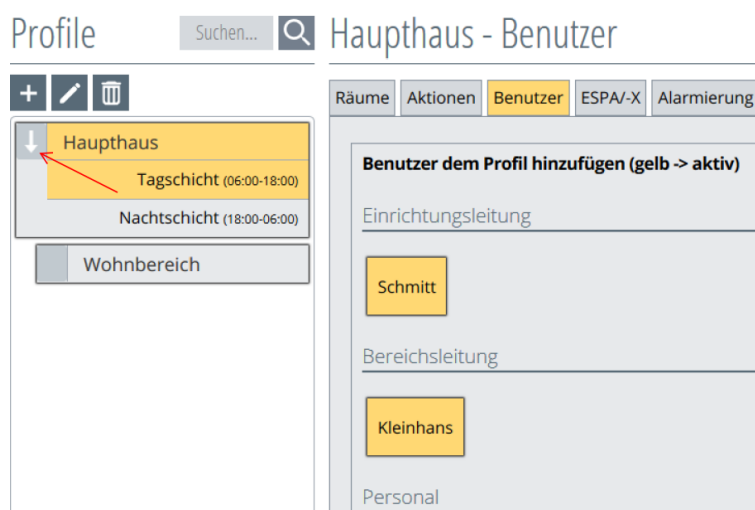 Profile
Suchen...
Haupthaus
Tagschicht (06:00-18:00)
Nachtschicht (18:00-06:00)
Wohnbereich
Haupthaus - Benutzer
Räume Aktionen Benutzer ESPA/-X Alarmierung
Benutzer dem Profil hinzufügen (gelb -> aktiv)
Einrichtungsleitung
Schmitt
Bereichsleitung
Kleinhans
Personal